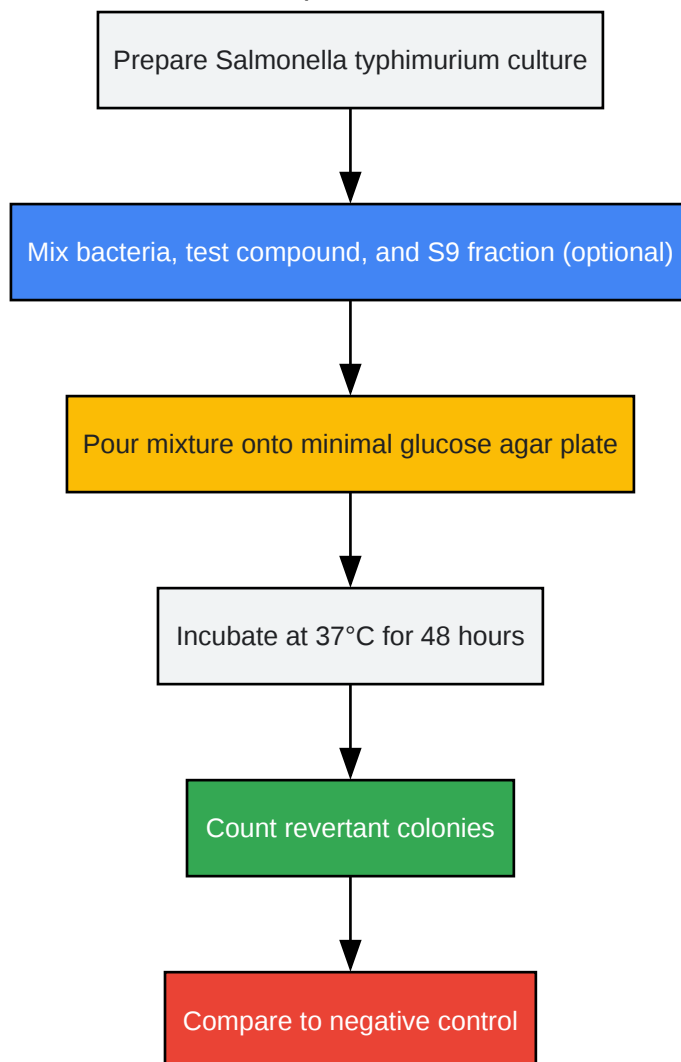 Prepare Salmonella typhimurium culture
Mix bacteria, test compound, and S9 fraction (optional)
Pour mixture onto minimal glucose agar plate
Incubate at 37°C for 48 hours
Count revertant colonies
Compare to negative control